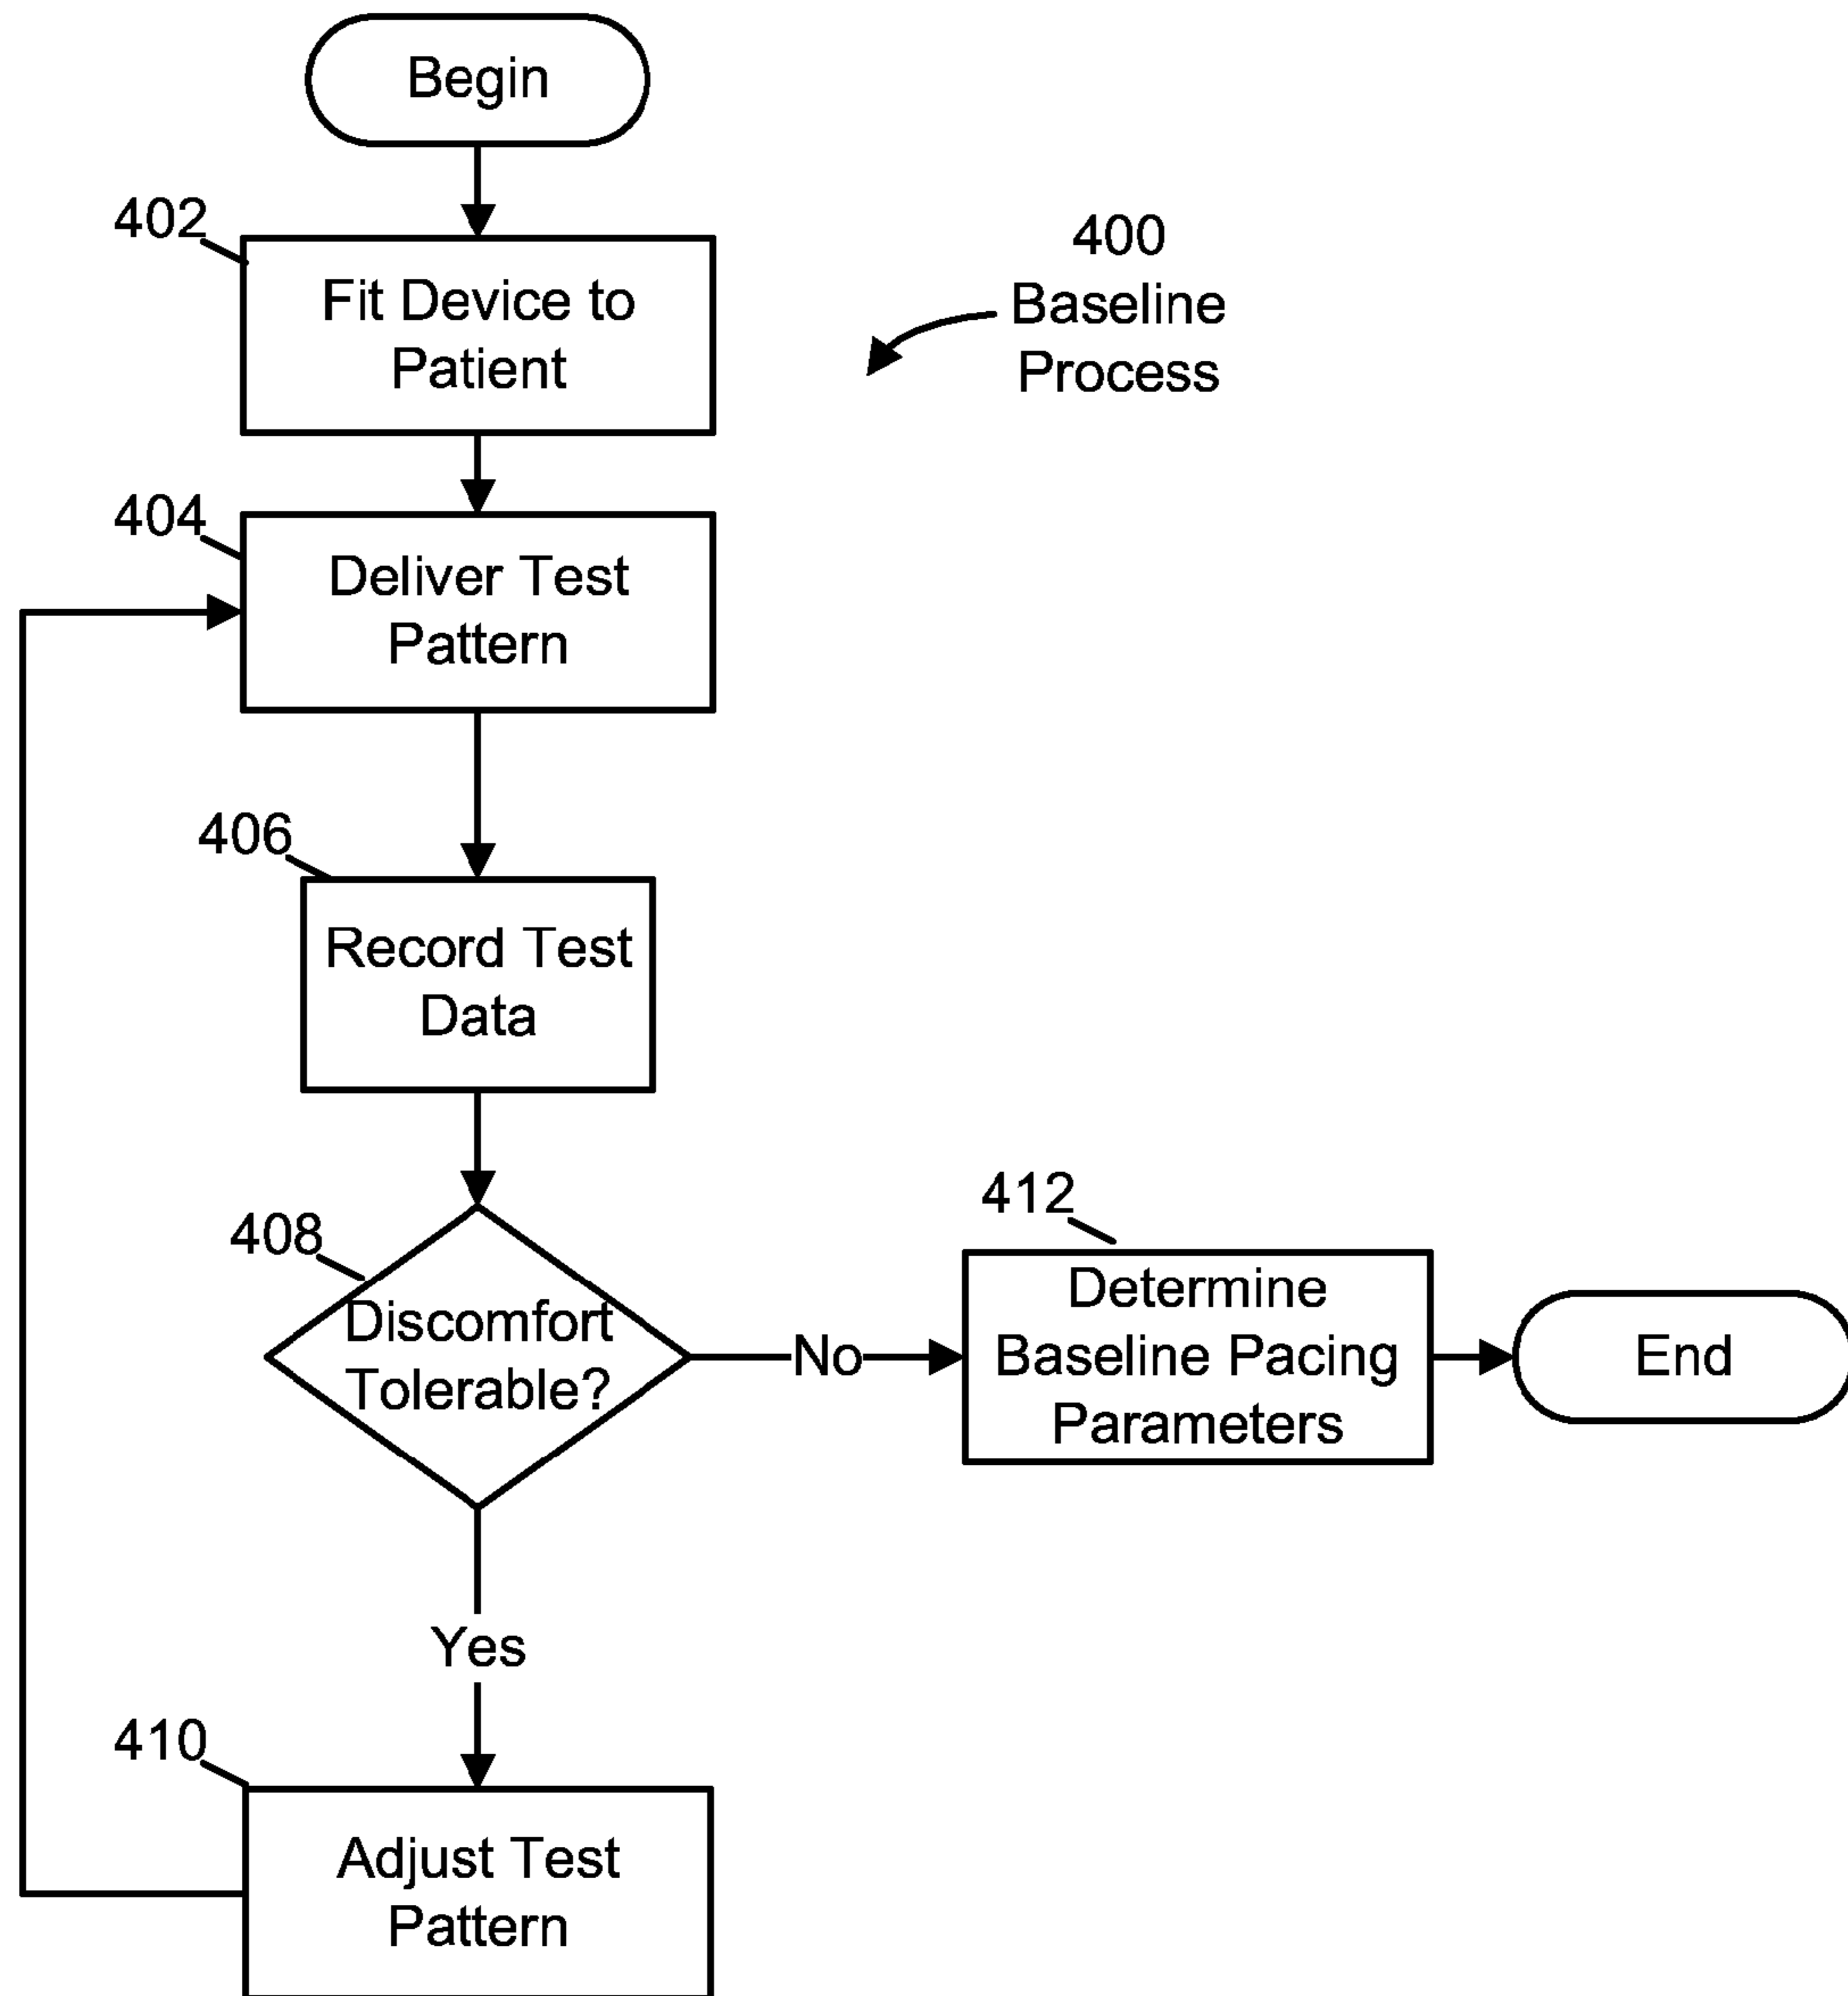 Begin
402
Fit Device to
Patient
400
Baseline
Process
404
Deliver Test
Pattern
406
Record Test
Data
408
Discomfort
Tolerable?
No
412
Determine
Baseline Pacing
Parameters
End
Yes
410
Adjust Test
Pattern